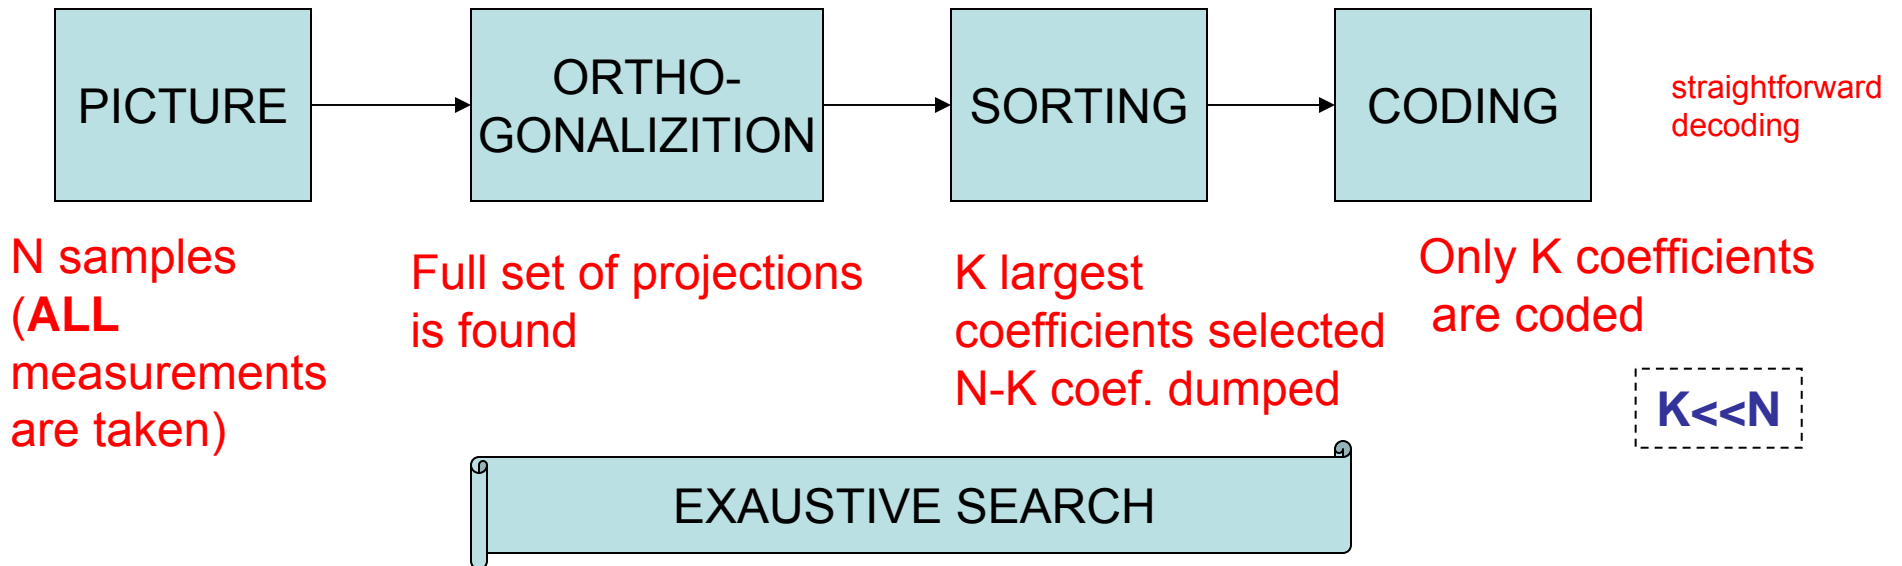 PICTURE
ORTHO-
GONALIZITION
SORTING
CODING
straightforward
decoding
N samples
(ALL
measurements
are taken)
Full set of projections
is found
K largest
coefficients selected
N-K coef. dumped
Only K coefficients
are coded
K<<N
EXAUSTIVE SEARCH